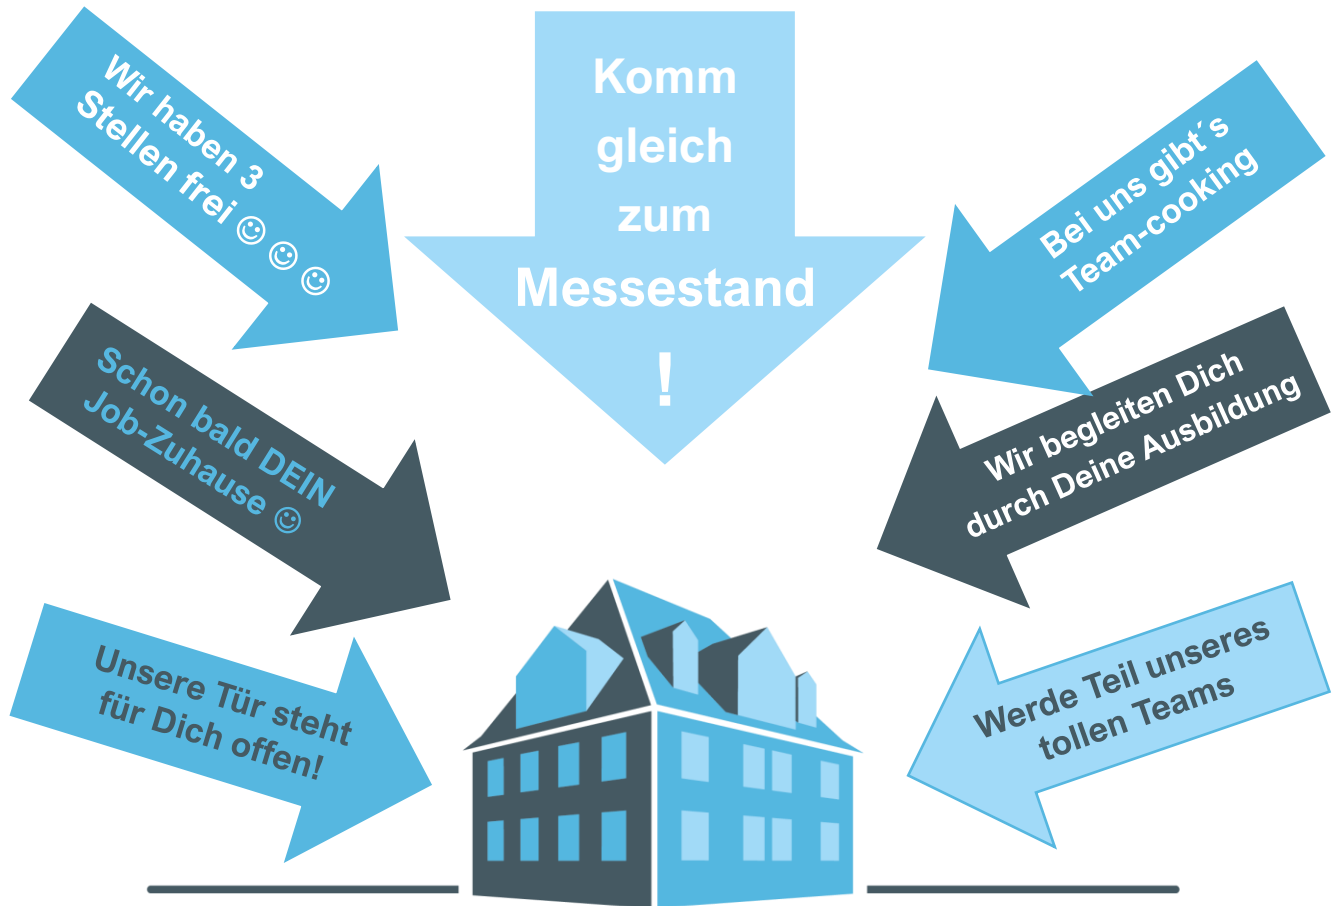 Wir haben 3
Stellen frei ☺ ☺ ☺
Komm
gleich
zum
Messestand
!
Bei uns gibt´s
Team-cooking
Schon bald DEIN
Job-Zuhause ☺
Wir begleiten Dich
durch Deine Ausbildung
Unsere Tür steht
für Dich offen!
Werde Teil unseres
tollen Teams